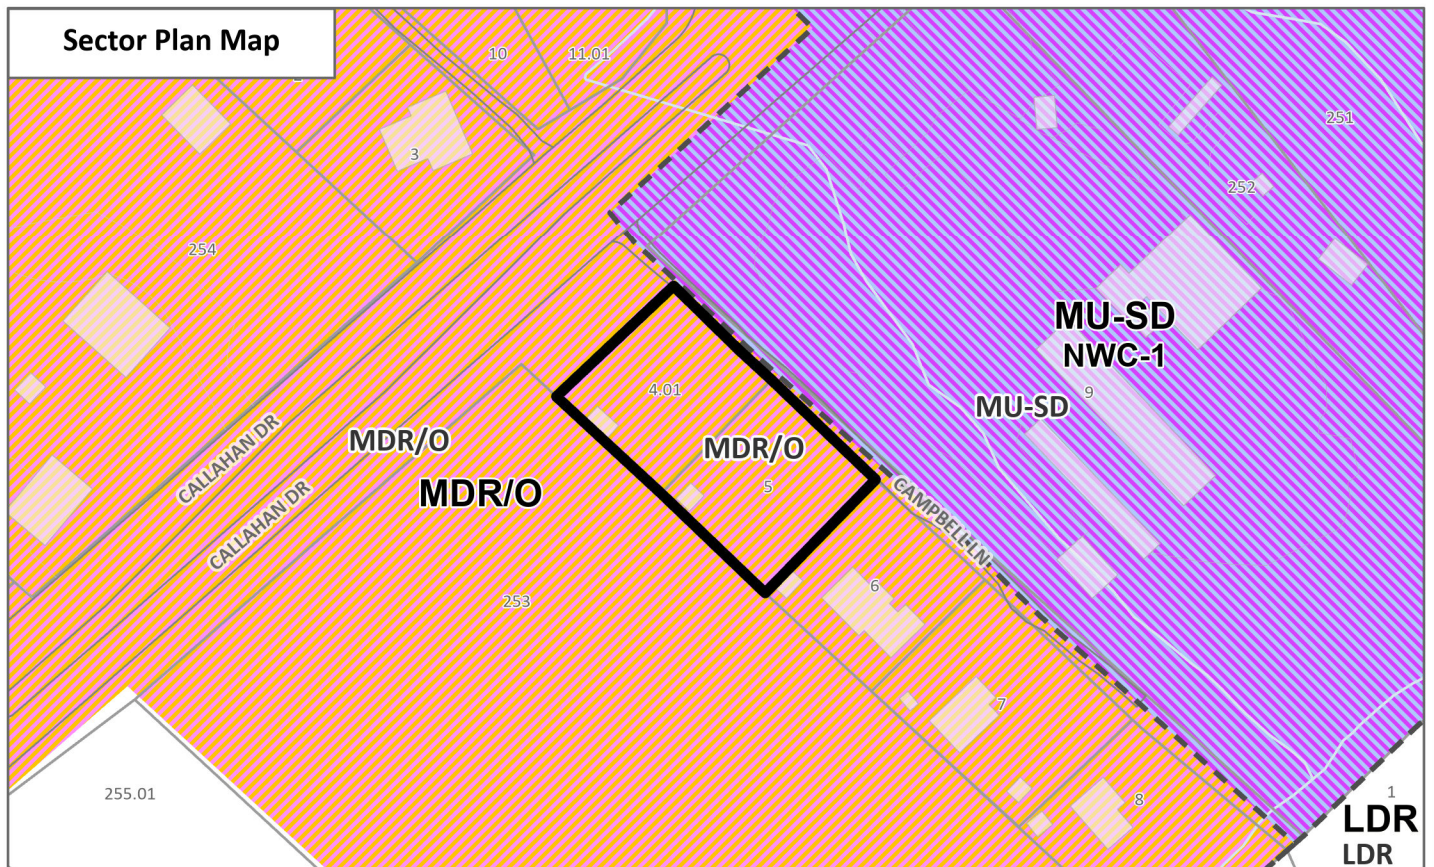 Sector Plan Map
10
11.01
251
3
252
254
MU-SD
NWC-1
4.01
9
MU-SD
MDR/O
MDR/O
CALLAHAN DR
MDR/O
5
CAMPBELL LN
CALLAHAN DR
6
253
7
255.01
1
8
LDR
LDR